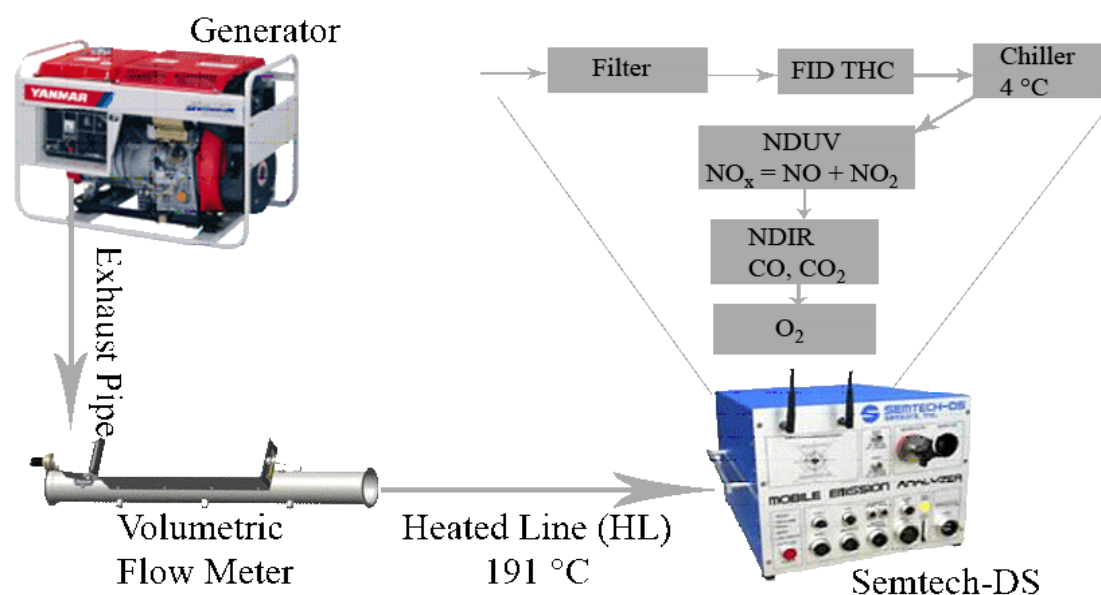 Generator
YANMAR
Filter
FID THC
Chiller
4 °C
NDUV
NOx = NO + NO2
NDIR
CO, CO2
O2
Exhaust Pipe
SEMTECH-DS
MOBILE EMISSION ANALYZER
Volumetric
Flow Meter
Heated Line (HL)
191 °C
Semtech-DS